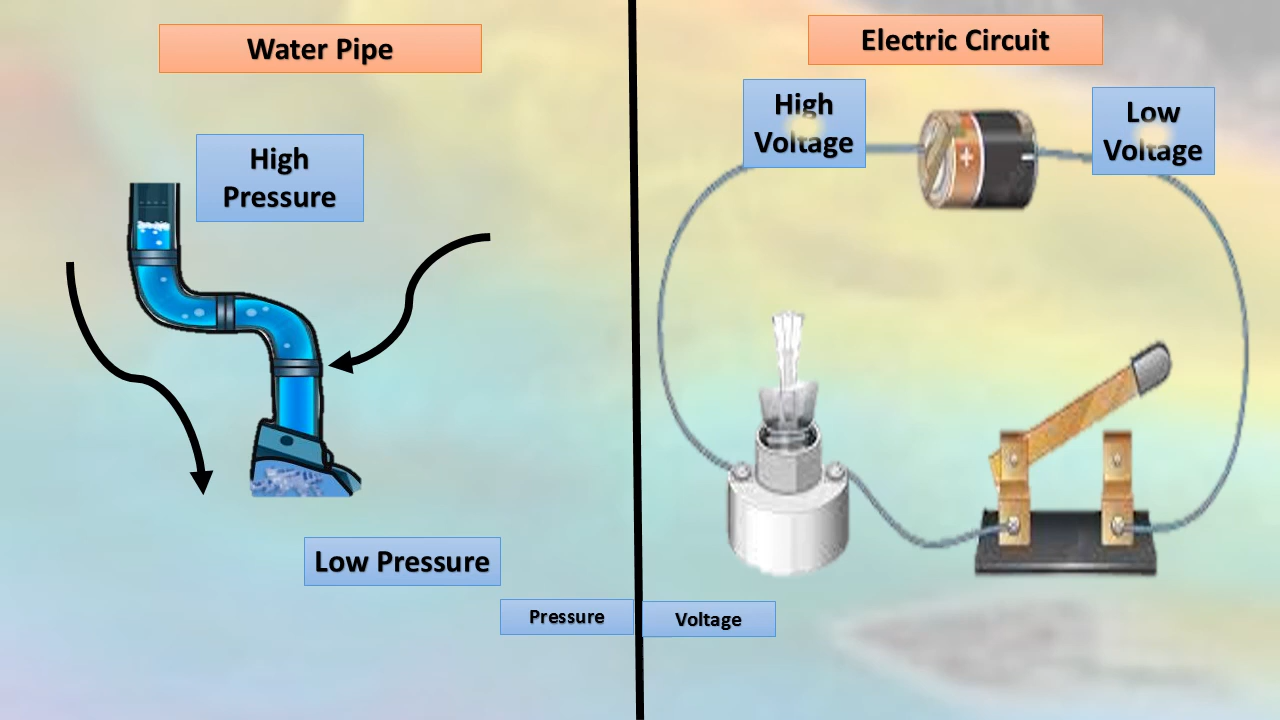 Water Pipe
High
Pressure
Low Pressure
Pressure
Electric Circuit
High
Voltage
+
Low
Voltage
Voltage